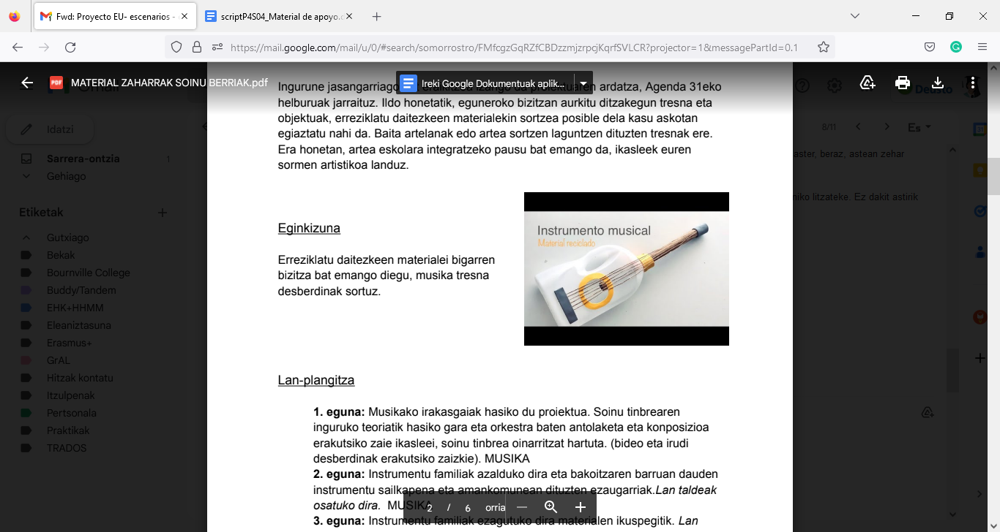 Fwd: Proyecto EU- escenarios -
scriptP4S04_Material de apoyo.
https://mail.google.com/mail/u/0/#search/somorrostro/FMfcgzGqRZfCBDzzmjzrpcjKqrfSVLCR?projector=1&messagePartId=0.1
PDF MATERIAL ZAHARRAK SOINU BERRIAK.pdf
Ireki Google Dokumentuak aplik...
Deusto
Idatzi
8/11
Es
Sarrera-ontzia 1
Gehiago
Etiketak
Gutxiago
Bekak
Bournville College
Buddy/Tandem
EHK+HHMM
Eleaniztasuna
Erasmus+
GrAL
Hitzak kontatu
Itzulpenak
Pertsonala
Praktikak
TRADOS
Ingurune jasangarriago proiektuaren ardatza, Agenda 31eko
helburuak jarraituz. Ildo honetatik, eguneroko bizitzan aurkitu ditzakegun tresna eta
objektuak, erreziklatu daitezkeen materialekin sortzea posible dela kasu askotan
egiaztatu nahi da. Baita artelanak edo artea sortzen laguntzen dituzten tresnak ere.
Era honetan, artea eskolara integratzeko pausu bat emango da, ikasleek euren
sormen artistikoa landuz.
Eginkizuna
Erreziklatu daitezkeen materialei bigarren
bizitza bat emango diegu, musika tresna
desberdinak sortuz.
Instrumento musical
Material reciclado
Lan-plangitza
1. eguna: Musikako irakasgaiak hasiko du proiektua. Soinu tinbrearen
inguruko teoriatik hasiko gara eta orkestra baten antolaketa eta konposizioa
erakutsiko zaie ikasleei, soinu tinbrea oinarritzat hartuta. (bideo eta irudi
desberdinak erakutsiko zaizkie). MUSIKA
2. eguna: Instrumentu familiak azalduko dira eta bakoitzaren barruan dauden
instrumentu sailkapena eta amankomunean dituzten ezaugarriak.Lan taldeak
osatuko dira. MUSIKA
3. eguna: Instrumentu familiak ezagutuko dira materialen ikuspegitik. Lan
2 / 6 orria
aster, beraz, astean zehar
niko litzateke. Ez dakit astirik